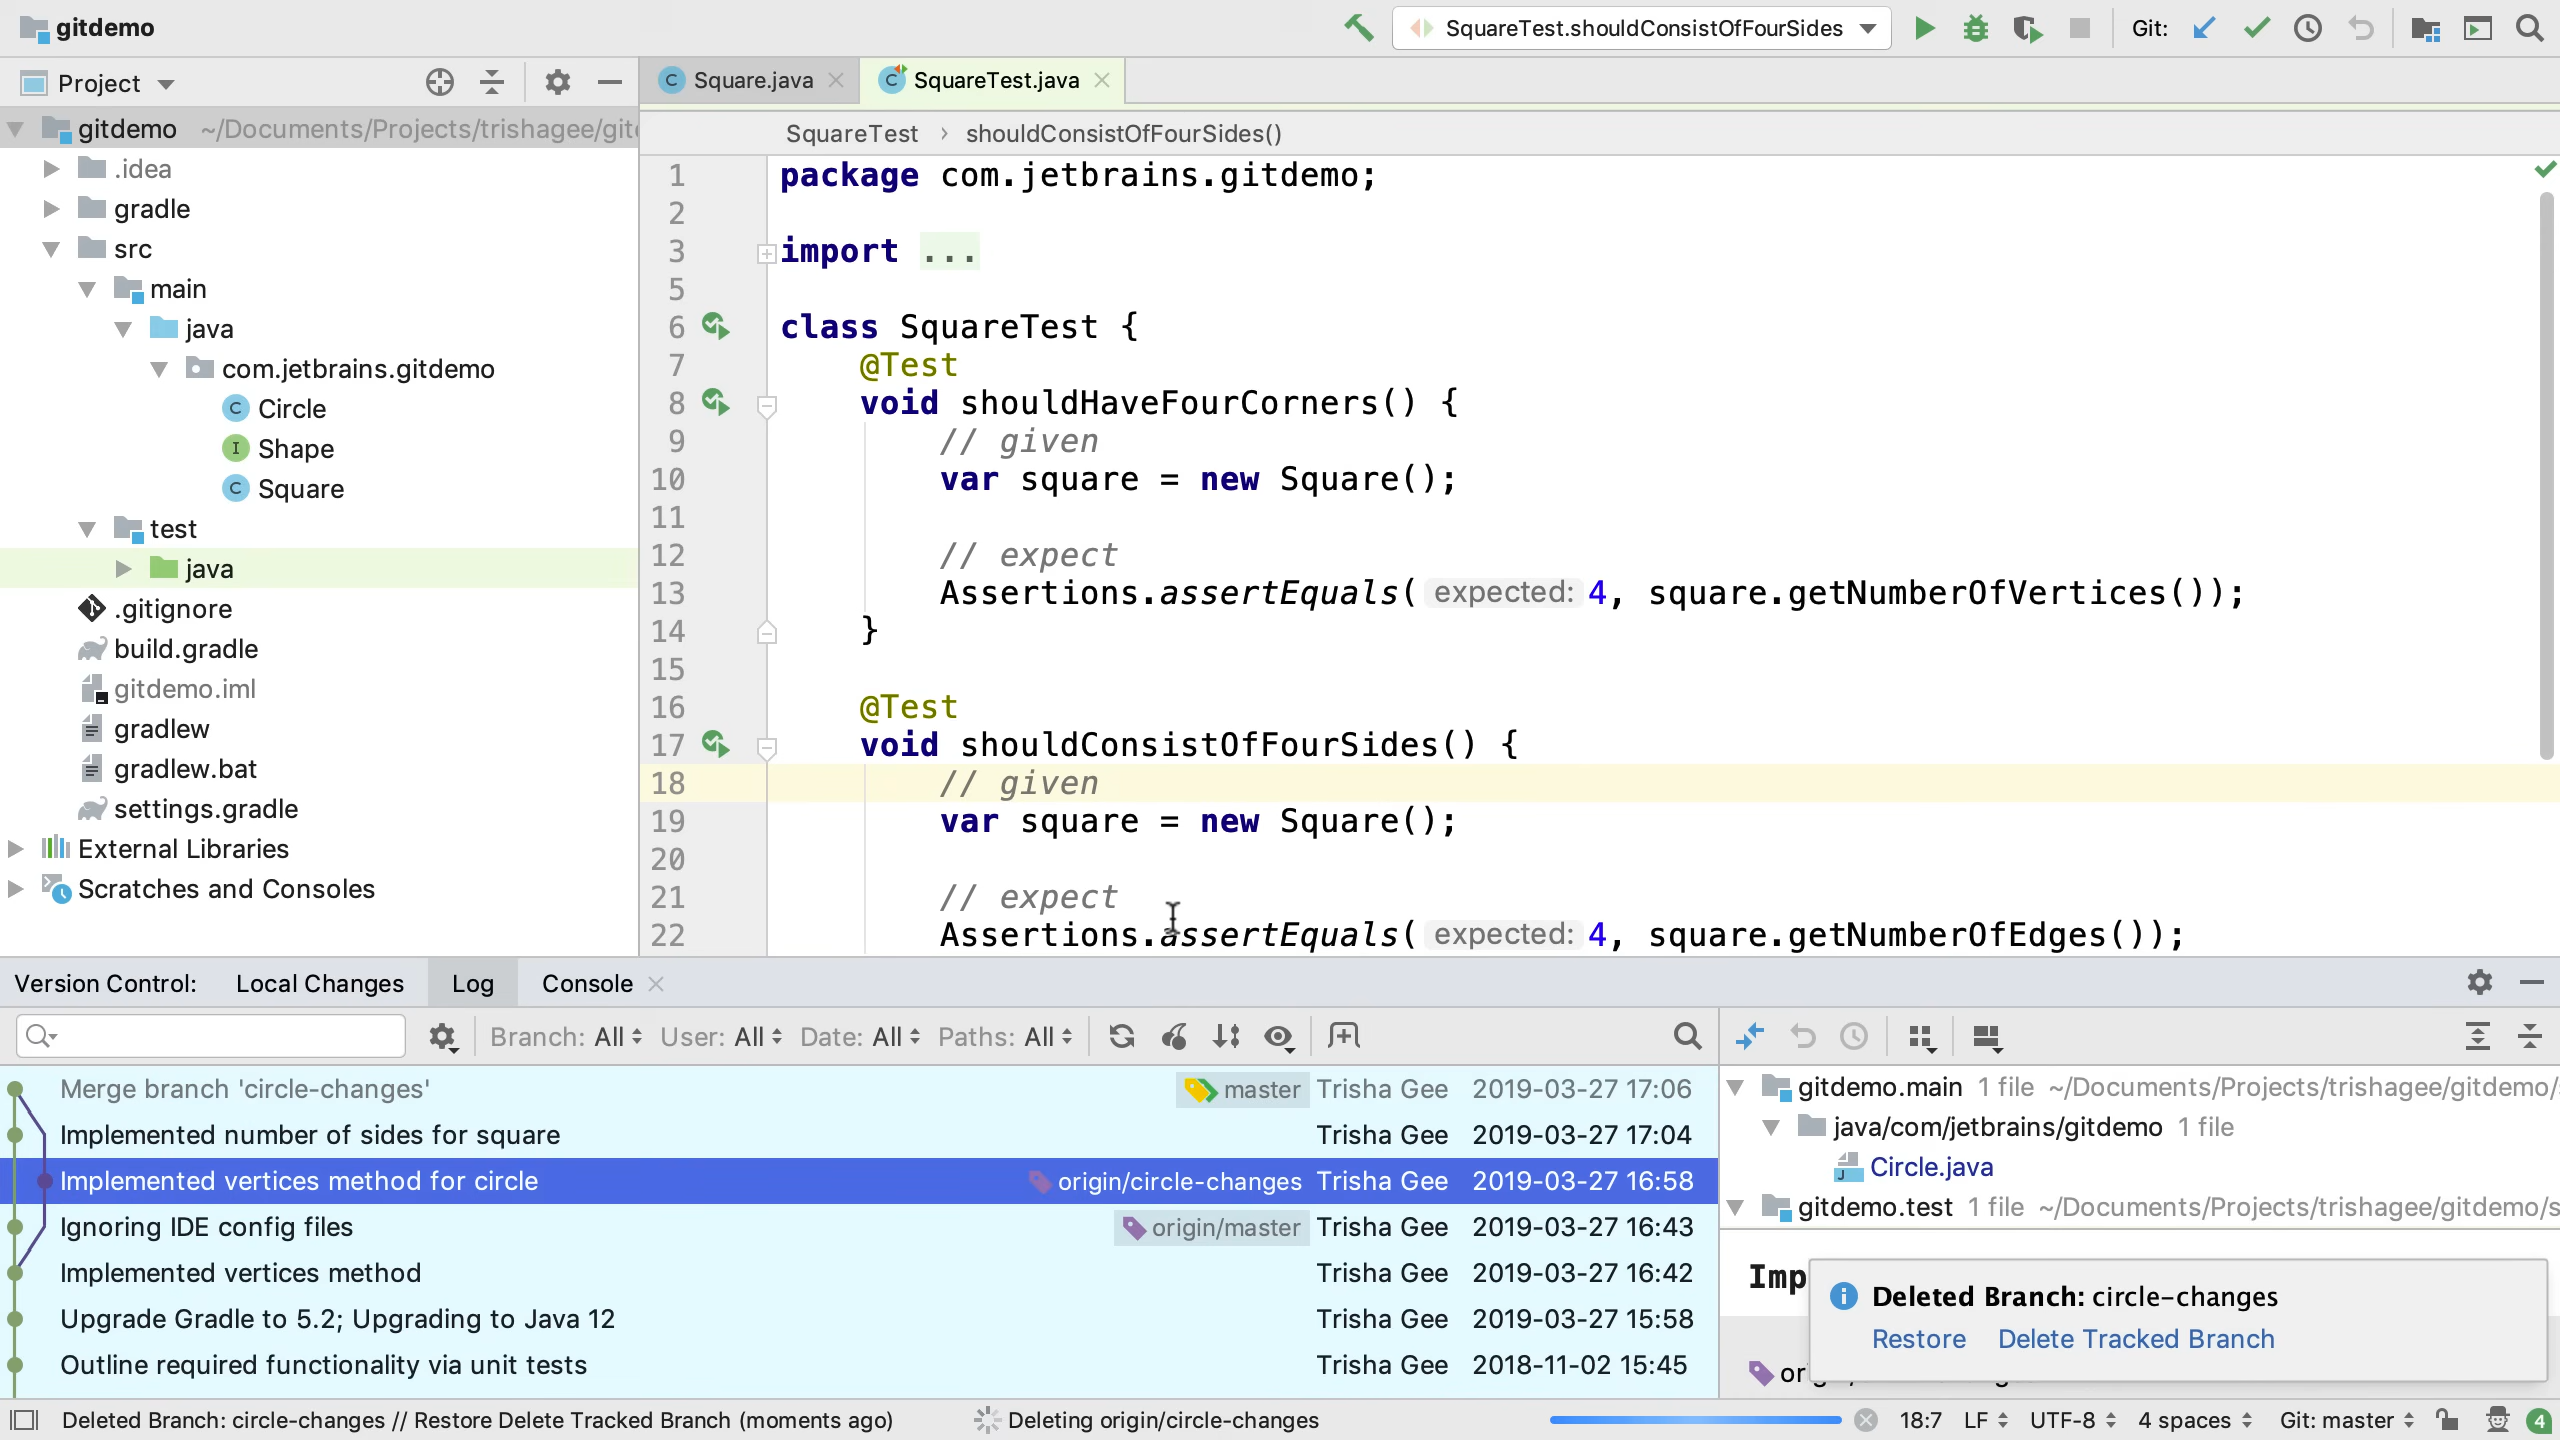 gitdemo
SquareTest.shouldConsistOfFourSides
Git:
Project
Square.java
SquareTest.java
gitdemo ~/Documents/Projects/trishagee/git
.idea
gradle
src
main
java
com.jetbrains.gitdemo
Circle
Shape
Square
test
java
.gitignore
build.gradle
gitdemo.iml
gradlew
gradlew.bat
settings.gradle
External Libraries
Scratches and Consoles
SquareTest › shouldConsistOfFourSides()
1 package com.jetbrains.gitdemo;
2
3 import ...
5
6 class SquareTest {
7 @Test
8 void shouldHaveFourCorners() {
9 // given
10 var square = new Square();
11
12 // expect
13 Assertions.assertEquals( expected: 4, square.getNumberOfVertices());
14 }
15
16 @Test
17 void shouldConsistOfFourSides() {
18 // given
19 var square = new Square();
20
21 // expect
22 Assertions.assertEquals( expected: 4, square.getNumberOfEdges());
Version Control: Local Changes Log Console
Branch: All User: All Date: All Paths: All
Merge branch 'circle-changes' master Trisha Gee 2019-03-27 17:06
Implemented number of sides for square Trisha Gee 2019-03-27 17:04
Implemented vertices method for circle origin/circle-changes Trisha Gee 2019-03-27 16:58
Ignoring IDE config files origin/master Trisha Gee 2019-03-27 16:43
Implemented vertices method Trisha Gee 2019-03-27 16:42
Upgrade Gradle to 5.2; Upgrading to Java 12 Trisha Gee 2019-03-27 15:58
Outline required functionality via unit tests Trisha Gee 2018-11-02 15:45
gitdemo.main 1 file ~/Documents/Projects/trishagee/gitdemo/
java/com/jetbrains/gitdemo 1 file
Circle.java
gitdemo.test 1 file ~/Documents/Projects/trishagee/gitdemo/s
Imp
Deleted Branch: circle-changes
Restore Delete Tracked Branch
Deleted Branch: circle-changes // Restore Delete Tracked Branch (moments ago)
Deleting origin/circle-changes
18:7 LF UTF-8 4 spaces Git: master 4